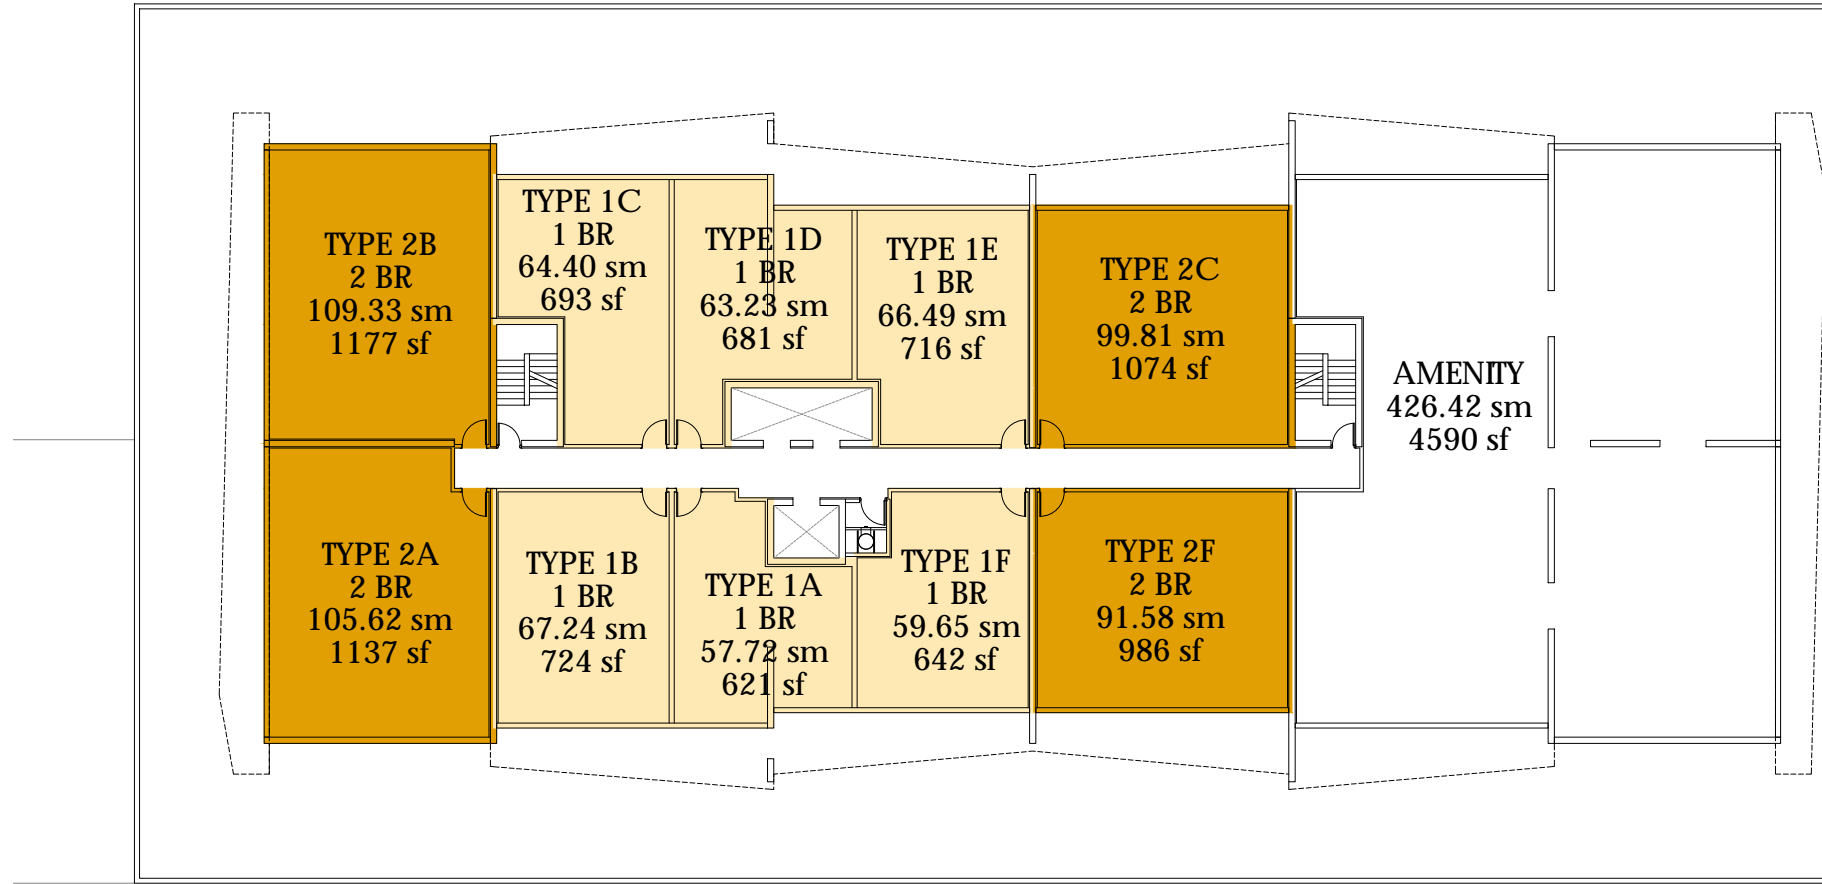 TYPE 2B
2 BR
109.33 sm
1177 sf
TYPE 1C
1 BR
64.40 sm
693 sf
TYPE 1D
1 BR
63.23 sm
681 sf
TYPE 1E
1 BR
66.49 sm
716 sf
TYPE 2C
2 BR
99.81 sm
1074 sf
AMENITY
426.42 sm
4590 sf
TYPE 2A
2 BR
105.62 sm
1137 sf
TYPE 1B
1 BR
67.24 sm
724 sf
TYPE 1A
1 BR
57.72 sm
621 sf
TYPE 1F
1 BR
59.65 sm
642 sf
TYPE 2F
2 BR
91.58 sm
986 sf